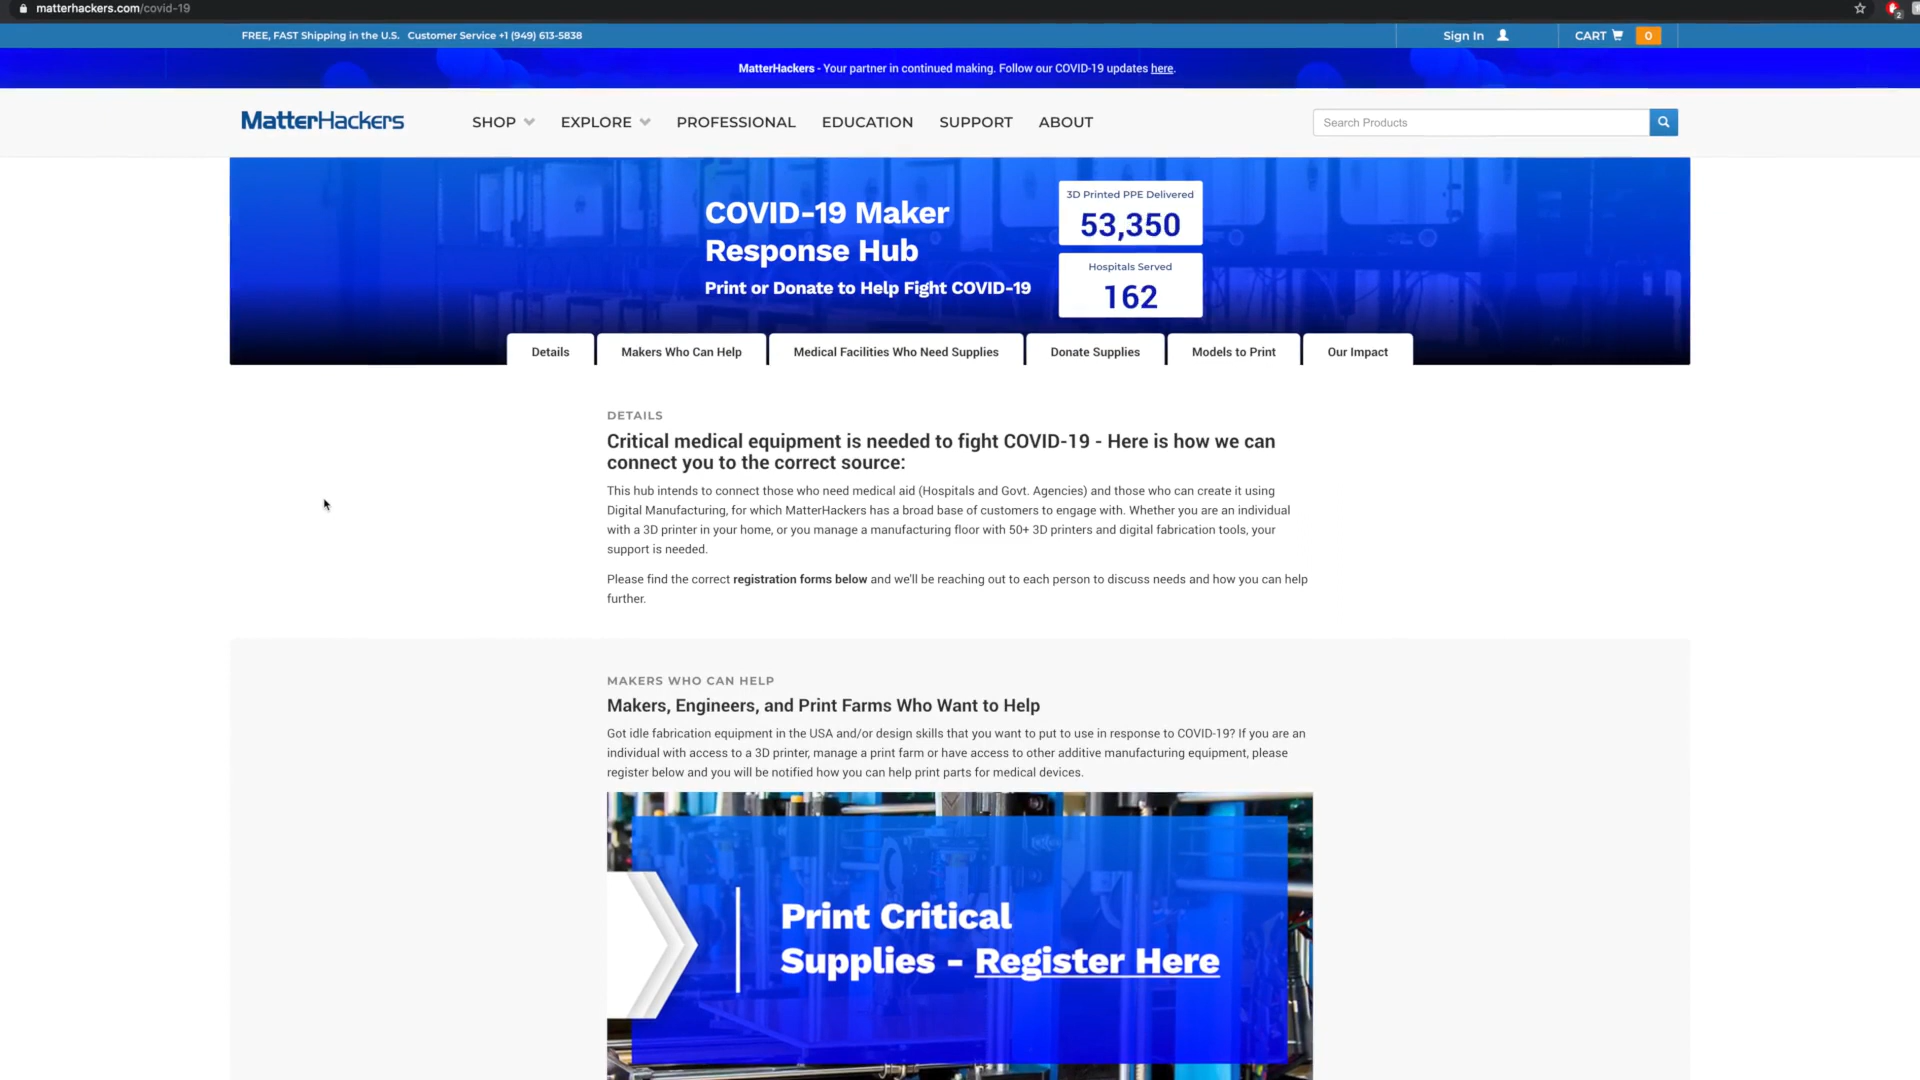 matterhackers.com/covid-19
FREE, FAST Shipping in the U.S. Customer Service +1 (949) 613-5838
Sign In
CART 0
MatterHackers - Your partner in continued making. Follow our COVID-19 updates here.
MatterHackers
SHOP EXPLORE PROFESSIONAL EDUCATION SUPPORT ABOUT
Search Products
COVID-19 Maker
Response Hub
Print or Donate to Help Fight COVID-19
3D Printed PPE Delivered
53,350
Hospitals Served
162
Details Makers Who Can Help Medical Facilities Who Need Supplies Donate Supplies Models to Print Our Impact
DETAILS
Critical medical equipment is needed to fight COVID-19 - Here is how we can
connect you to the correct source:
This hub intends to connect those who need medical aid (Hospitals and Govt. Agencies) and those who can create it using
Digital Manufacturing, for which MatterHackers has a broad base of customers to engage with. Whether you are an individual
with a 3D printer in your home, or you manage a manufacturing floor with 50+ 3D printers and digital fabrication tools, your
support is needed.
Please find the correct registration forms below and we'll be reaching out to each person to discuss needs and how you can help
further.
MAKERS WHO CAN HELP
Makers, Engineers, and Print Farms Who Want to Help
Got idle fabrication equipment in the USA and/or design skills that you want to put to use in response to COVID-19? If you are an
individual with access to a 3D printer, manage a print farm or have access to other additive manufacturing equipment, please
register below and you will be notified how you can help print parts for medical devices.
Print Critical
Supplies - Register Here